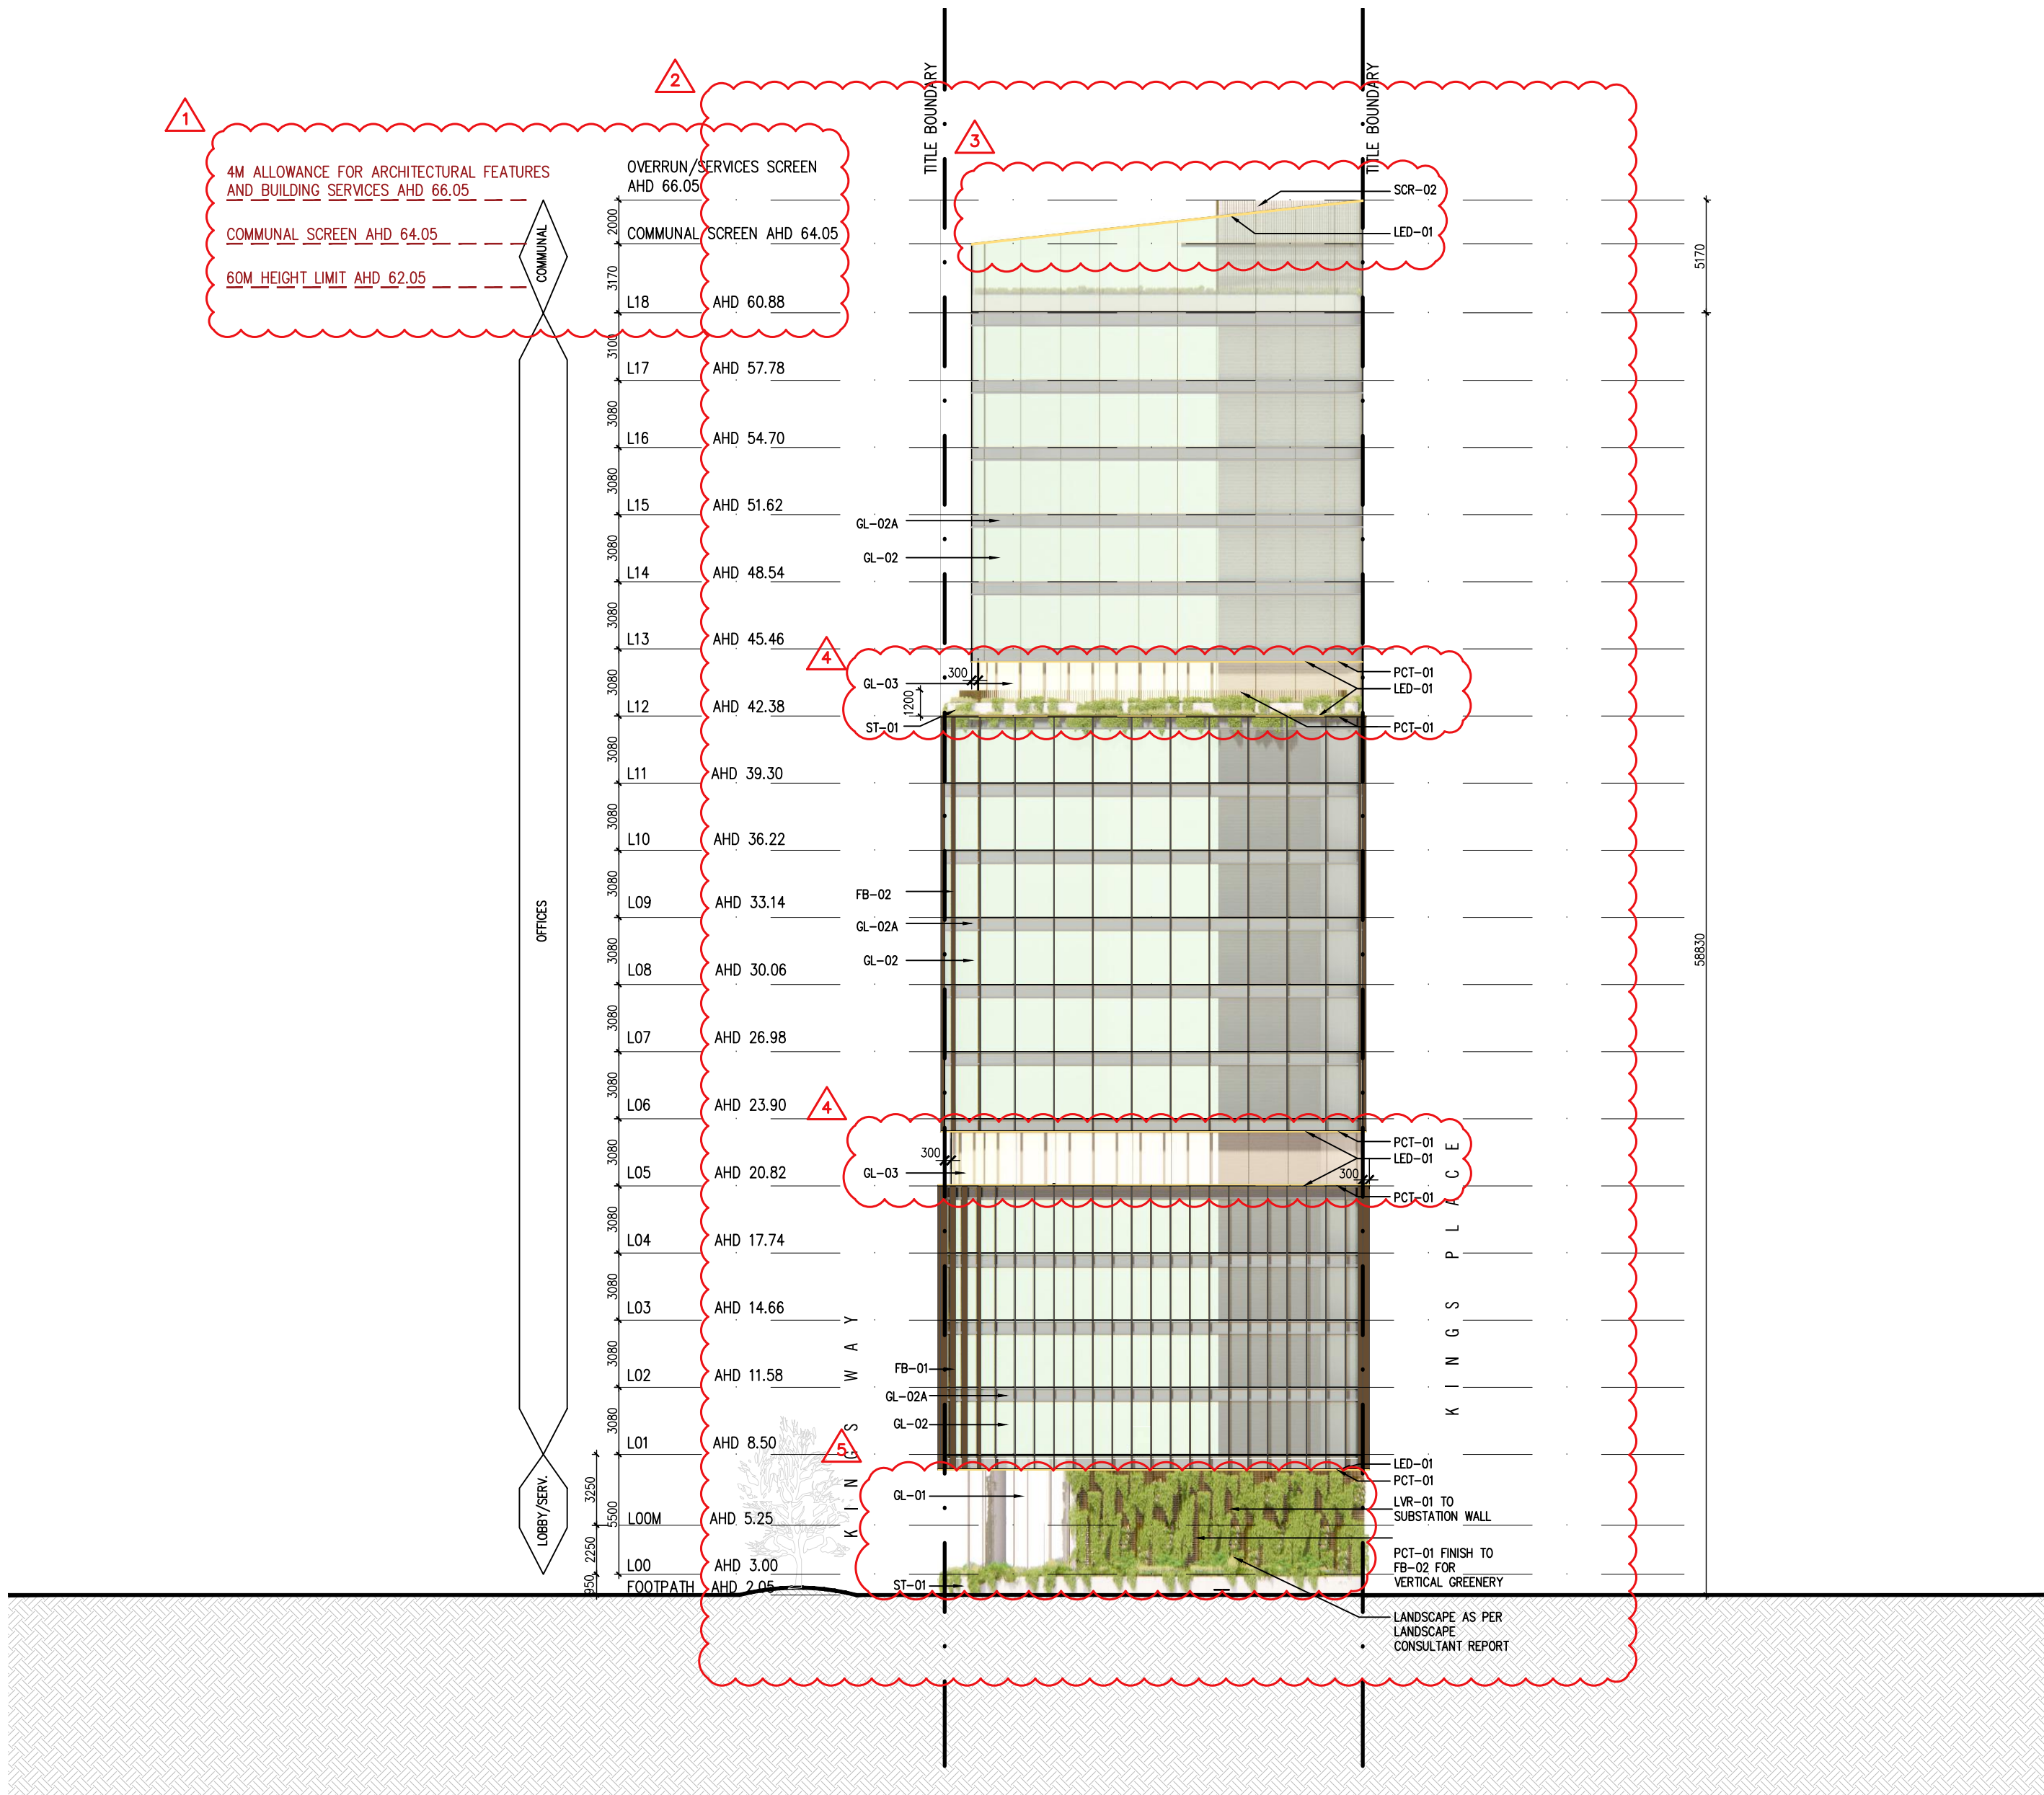 TITLE BOUNDARY
TITLE BOUNDARY
2
1
3
4M ALLOWANCE FOR ARCHITECTURAL FEATURES
AND BUILDING SERVICES AHD 66.05
COMMUNAL SCREEN AHD 64.05
60M HEIGHT LIMIT AHD 62.05
OVERRUN/SERVICES SCREEN
AHD 66.05
COMMUNAL SCREEN AHD 64.05
COMMUNAL
OFFICES
LOBBY/SERV.
2000
3170
L18 AHD 60.88
3100
L17 AHD 57.78
3080
L16 AHD 54.70
3080
L15 AHD 51.62
3080
L14 AHD 48.54
3080
L13 AHD 45.46
3080
L12 AHD 42.38
3080
L11 AHD 39.30
3080
L10 AHD 36.22
3080
L09 AHD 33.14
3080
L08 AHD 30.06
3080
L07 AHD 26.98
3080
L06 AHD 23.90
3080
L05 AHD 20.82
3080
L04 AHD 17.74
3080
L03 AHD 14.66
3080
L02 AHD 11.58
3080
L01 AHD 8.50
3250
5500
L00M AHD 5.25
2250
L00 AHD 3.00
950
FOOTPATH AHD 2.05
SCR-02
LED-01
5170
58830
GL-02A
GL-02
4
300
GL-03
1200
ST-01
PCT-01
LED-01
PCT-01
FB-02
GL-02A
GL-02
4
300
GL-03
PCT-01
LED-01
300
PCT-01
KINGS WAY
KINGS PLACE
FB-01
GL-02A
GL-02
5
GL-01
ST-01
LED-01
PCT-01
LVR-01 TO
SUBSTATION WALL
PCT-01 FINISH TO
FB-02 FOR
VERTICAL GREENERY
LANDSCAPE AS PER
LANDSCAPE
CONSULTANT REPORT